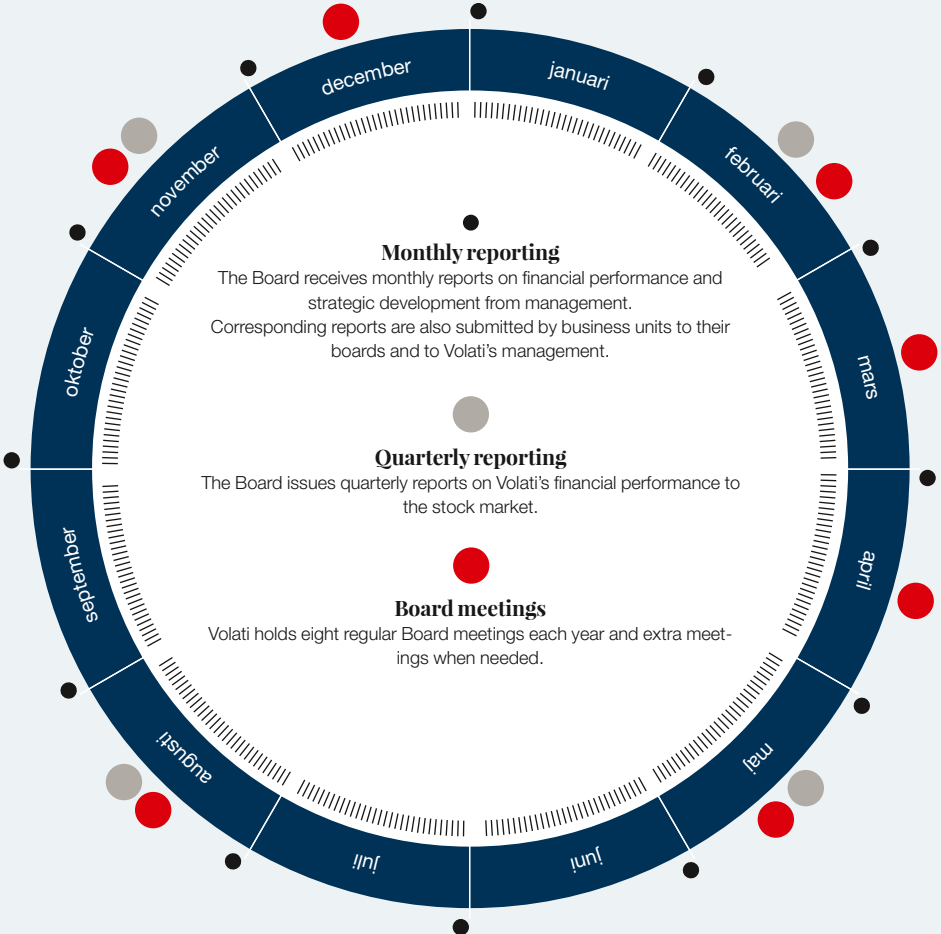 december
januari
november
februari
Monthly reporting
The Board receives monthly reports on financial performance and
strategic development from management.
Corresponding reports are also submitted by business units to their
boards and to Volati’s management.
oktober
mars
Quarterly reporting
The Board issues quarterly reports on Volati’s financial performance to
the stock market.
september
april
Board meetings
Volati holds eight regular Board meetings each year and extra meet-
ings when needed.
augusti
maj
juli
juni